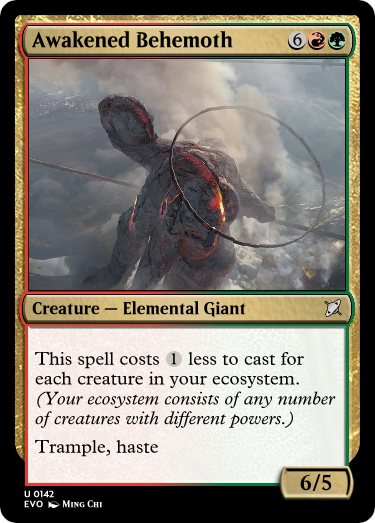 Awakened Behemoth 6
Creature — Elemental Giant
This spell costs 1 less to cast for
each creature in your ecosystem.
(Your ecosystem consists of any number
of creatures with different powers.)
Trample, haste
6/5
U 0142
EVO Ming Chi